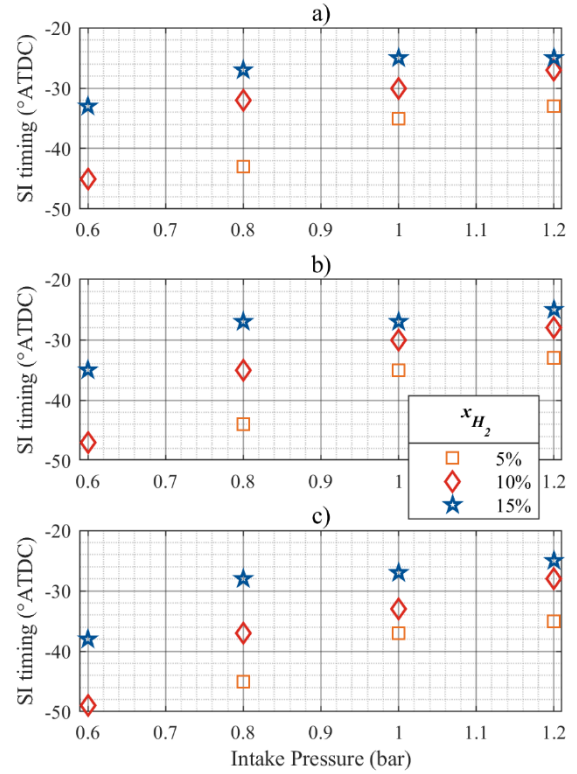 a)
-20
-30
-40
-50
SI timing (°ATDC)
0.6 0.7 0.8 0.9 1 1.1 1.2
b)
-20
-30
-40
-50
SI timing (°ATDC)
0.6 0.7 0.8 0.9 1 1.1 1.2
x_{H_2}
5%
10%
15%
c)
-20
-30
-40
-50
SI timing (°ATDC)
0.6 0.7 0.8 0.9 1 1.1 1.2
Intake Pressure (bar)